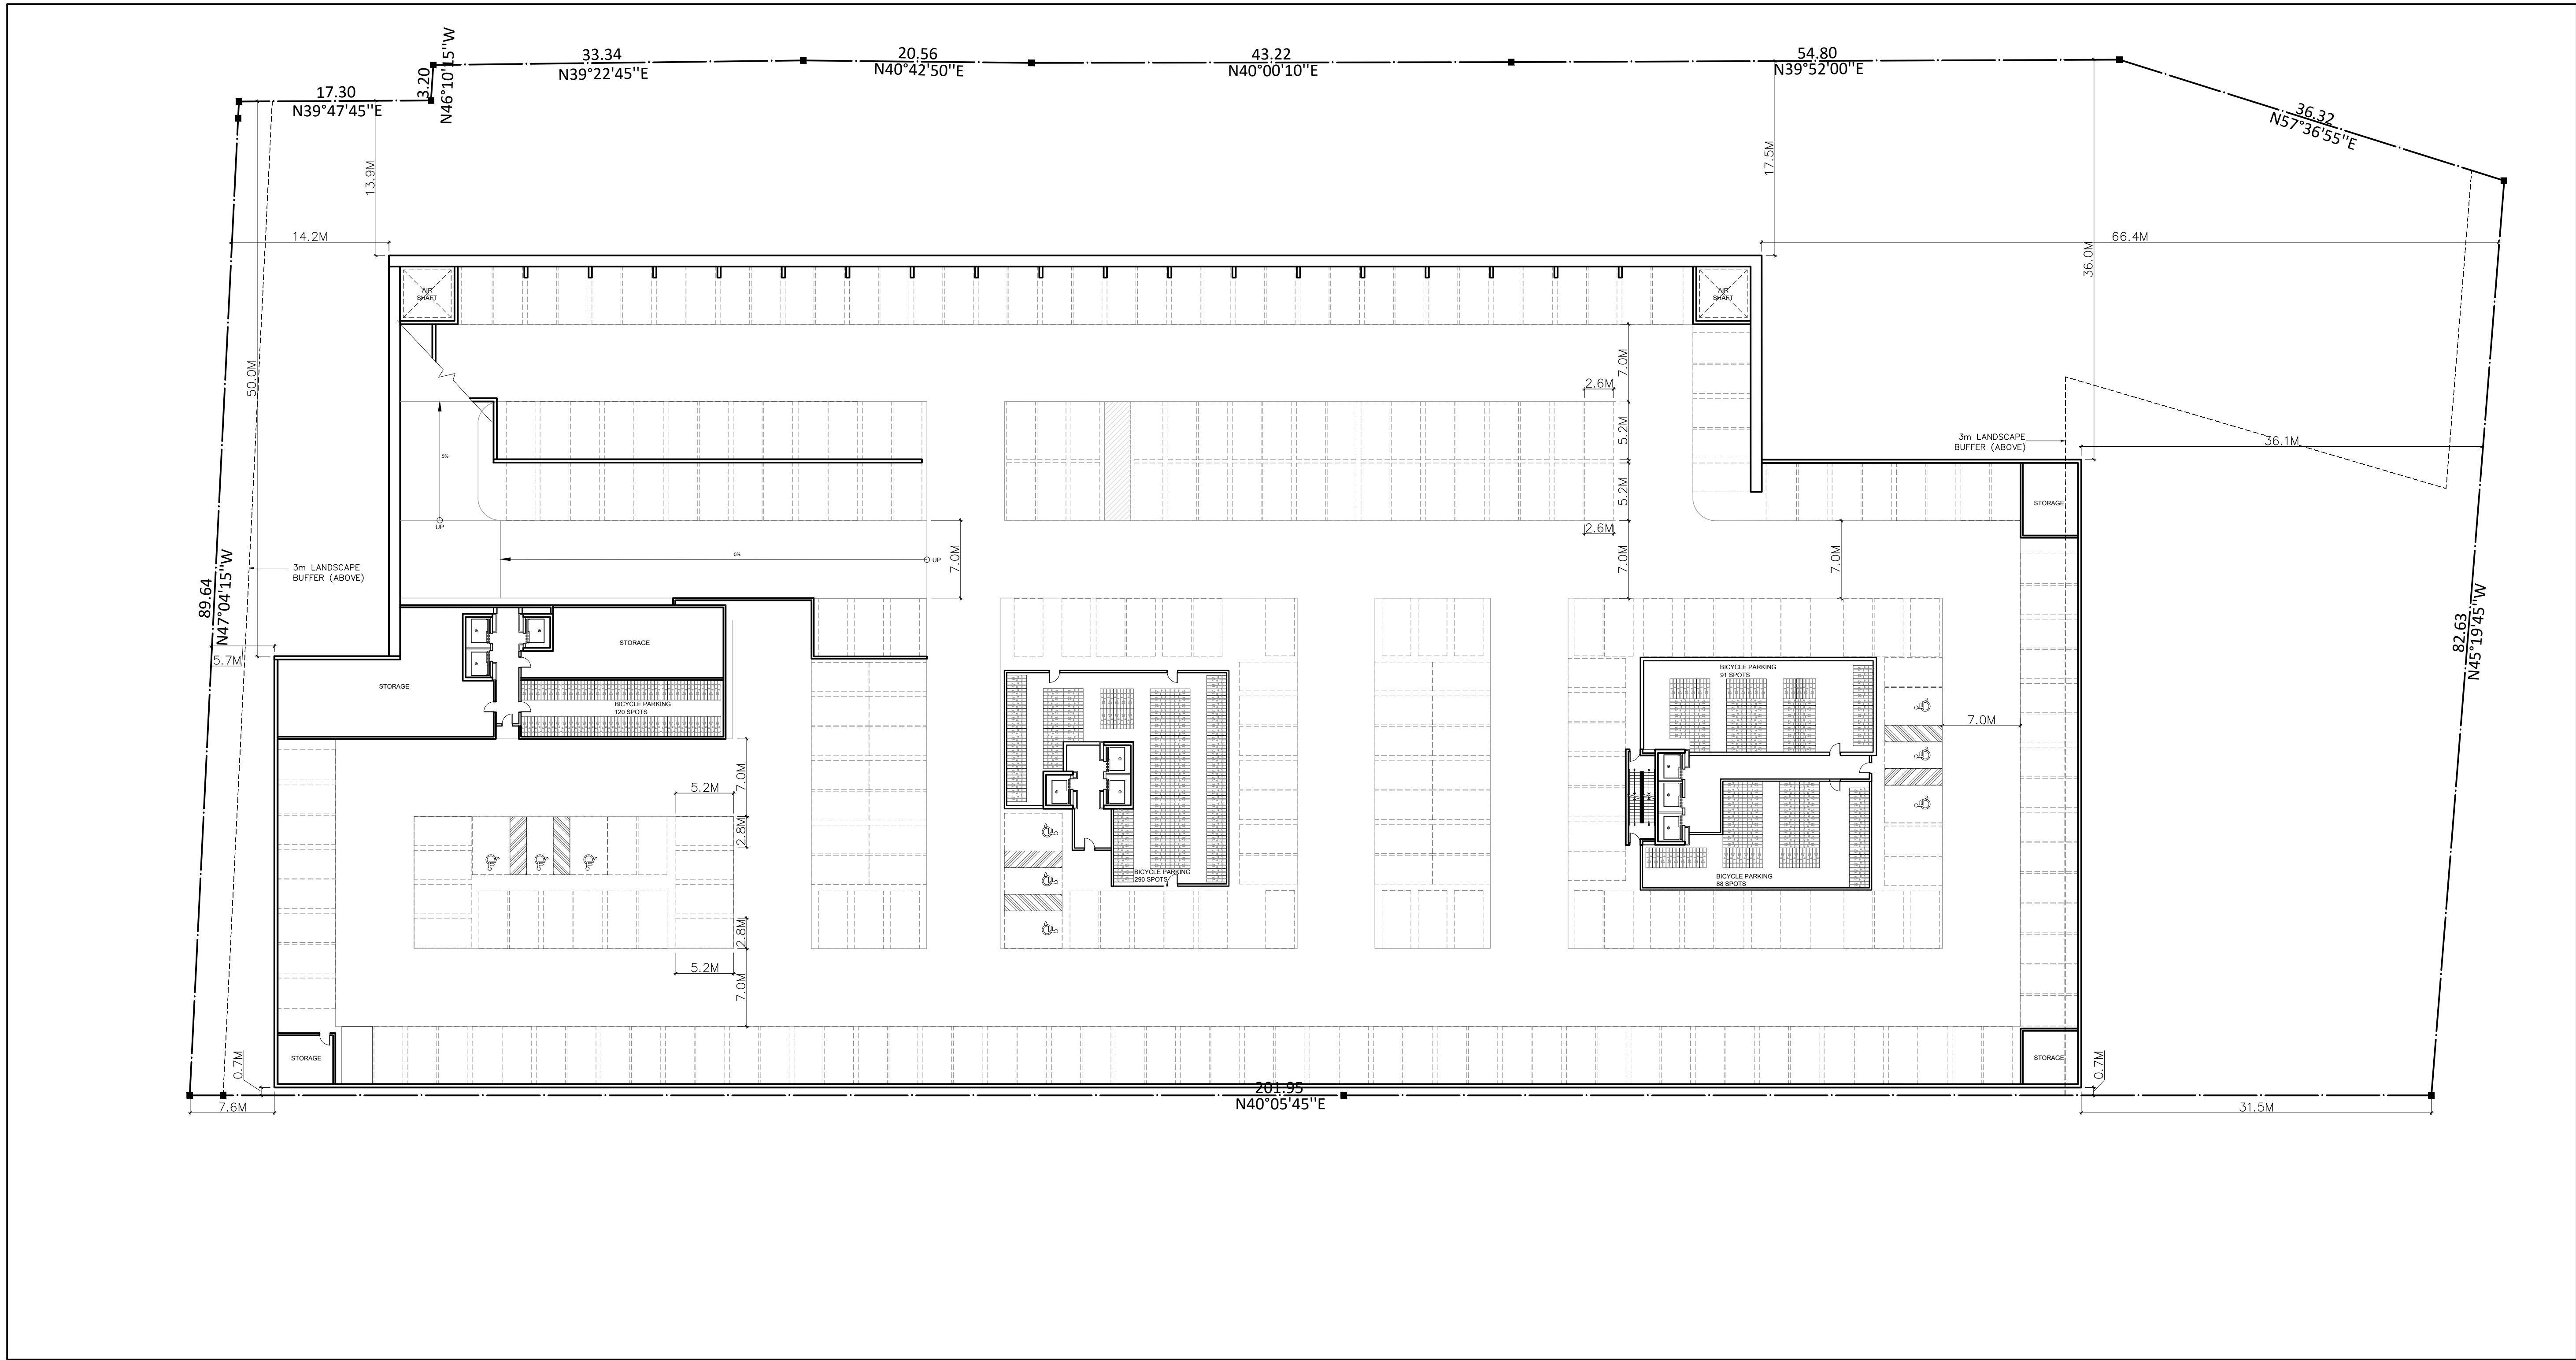 33.34
N39°22'45''E
20.56
N40°42'50''E
43.22
N40°00'10''E
54.80
N39°52'00''E
36.32
N57°36'55''E
17.30
N39°47'45''E
3.20
N46°10'15''W
13.9M
17.5M
14.2M
66.4M
36.0M
50.0M
AIR
SHAFT
AIR
SHAFT
7.0M
2.6M
5.2M
5.2M
2.6M
7.0M
5%
UP
5%
UP
7.0M
7.0M
3m LANDSCAPE
BUFFER (ABOVE)
36.1M
STORAGE
3m LANDSCAPE
BUFFER (ABOVE)
89.64
N47°04'15''W
82.63
N45°19'45''W
5.7M
STORAGE
STORAGE
BICYCLE PARKING
120 SPOTS
BICYCLE PARKING
91 SPOTS
7.0M
7.0M
5.2M
2.8M
BICYCLE PARKING
290 SPOTS
BICYCLE PARKING
88 SPOTS
2.8M
5.2M
7.0M
STORAGE
STORAGE
0.7M
0.7M
7.6M
201.95
N40°05'45''E
31.5M